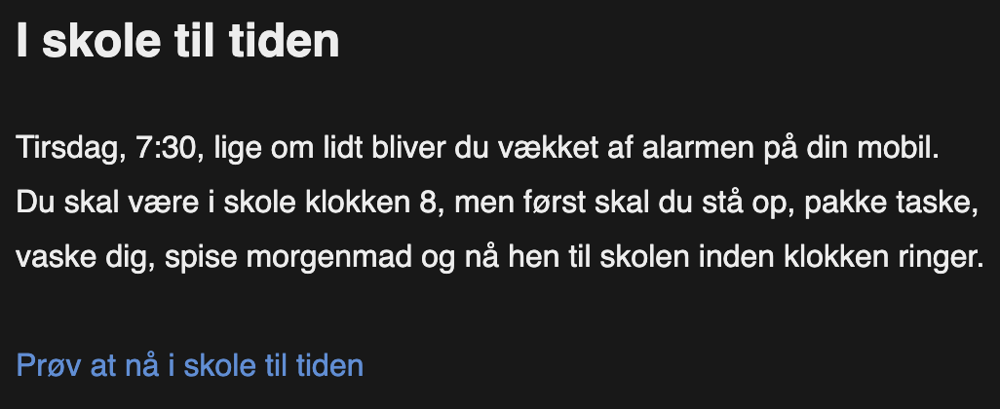 I skole til tiden
Tirsdag, 7:30, lige om lidt bliver du vækket af alarmen på din mobil.
Du skal være i skole klokken 8, men først skal du stå op, pakke taske,
vaske dig, spise morgenmad og nå hen til skolen inden klokken ringer.
Prøv at nå i skole til tiden